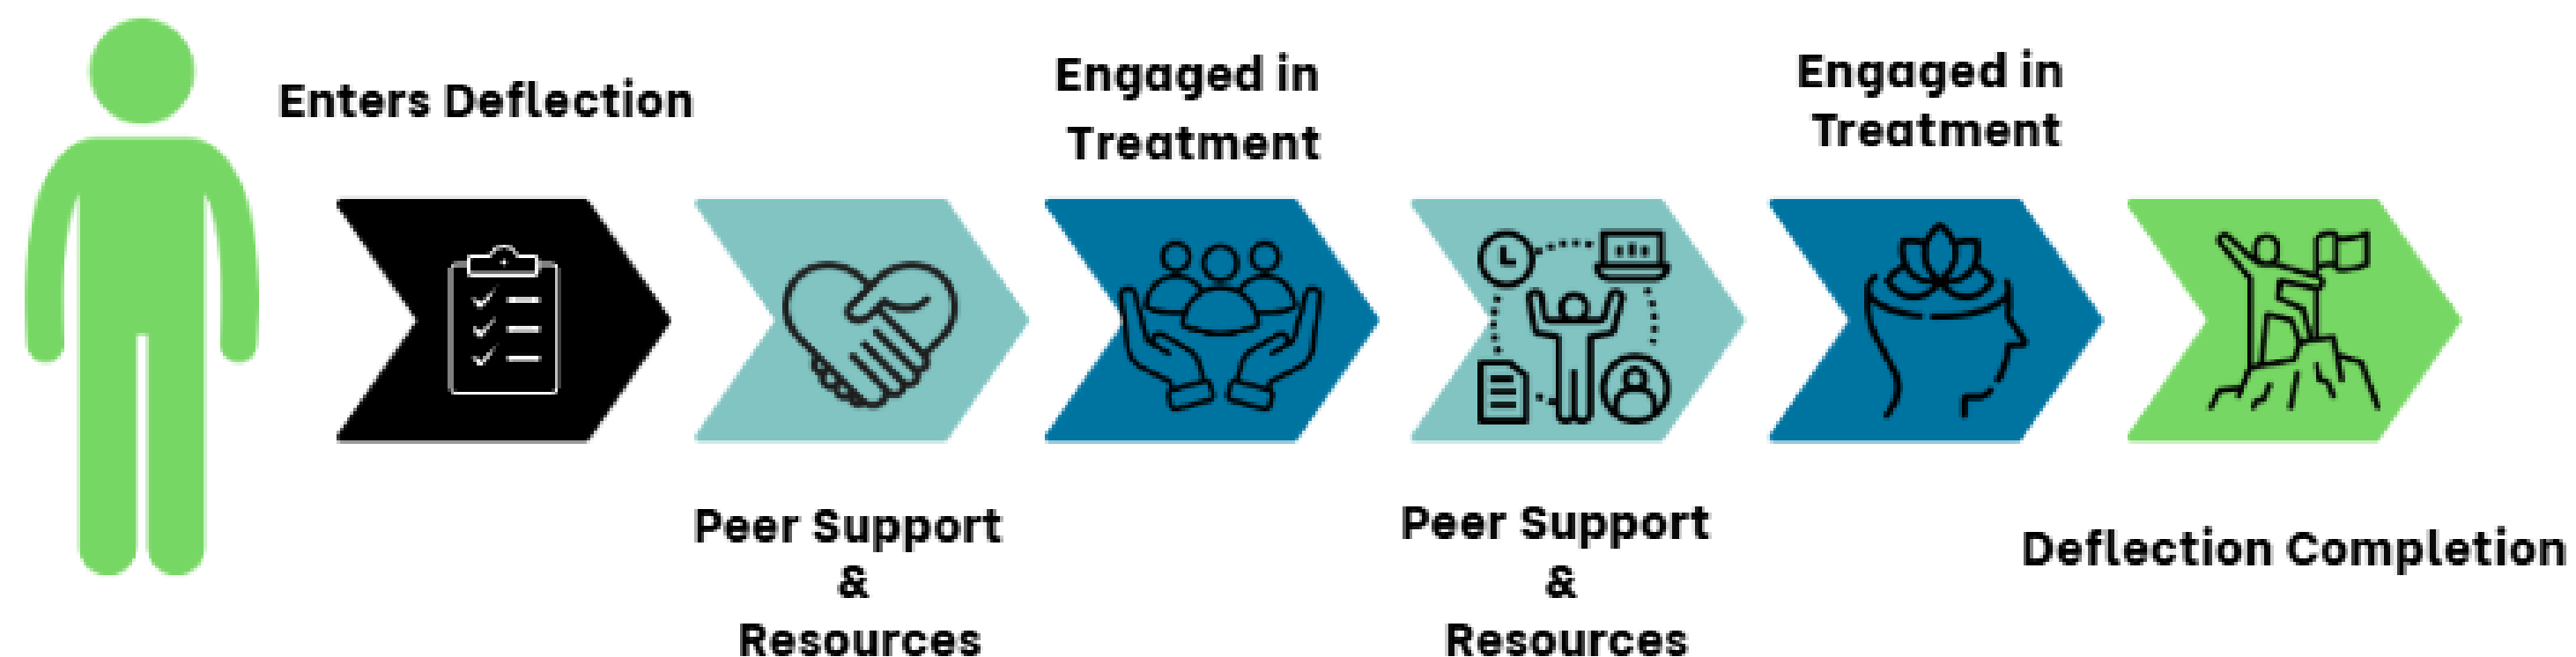 Enters Deflection
Peer Support
&
Resources
Engaged in
Treatment
Peer Support
&
Resources
Engaged in
Treatment
Deflection Completion